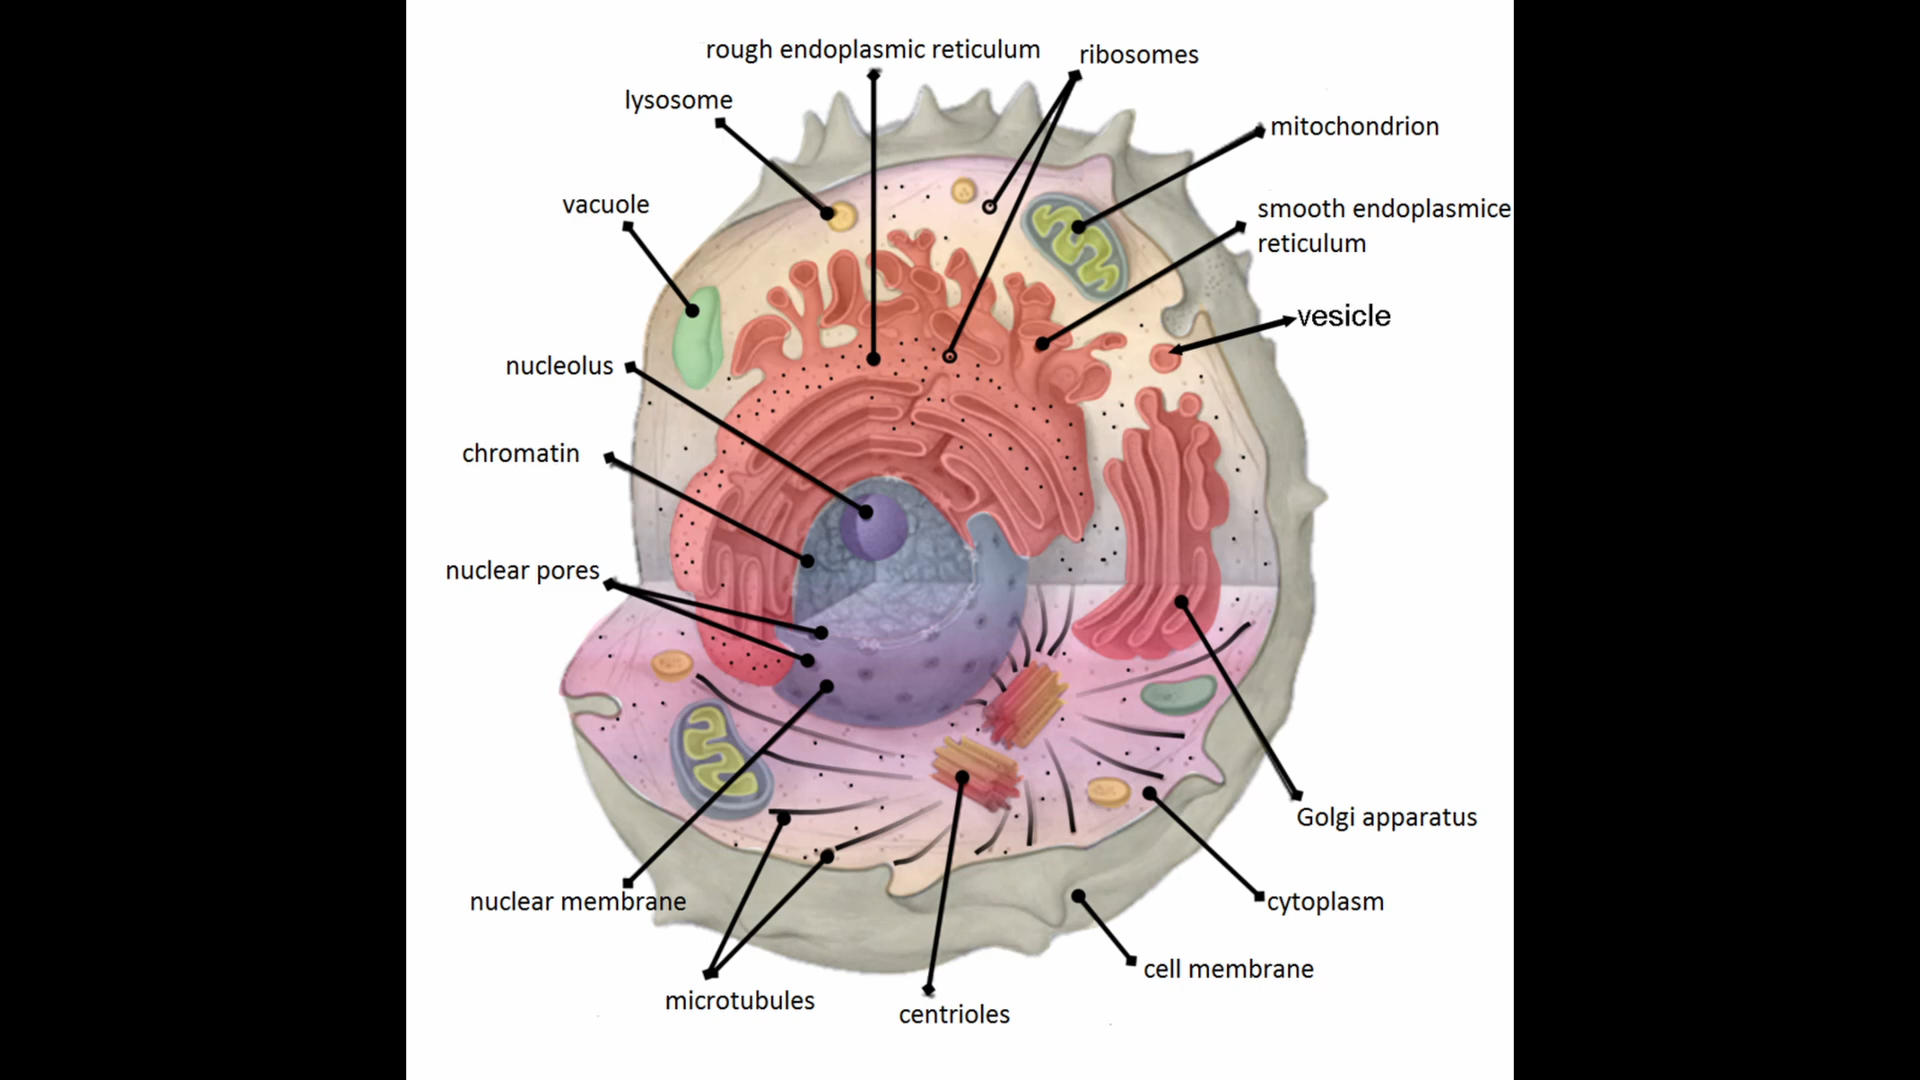 rough endoplasmic reticulum
ribosomes
lysosome
mitochondrion
vacuole
smooth endoplasmice
reticulum
vesicle
nucleolus
chromatin
nuclear pores
Golgi apparatus
nuclear membrane
cytoplasm
cell membrane
microtubules
centrioles